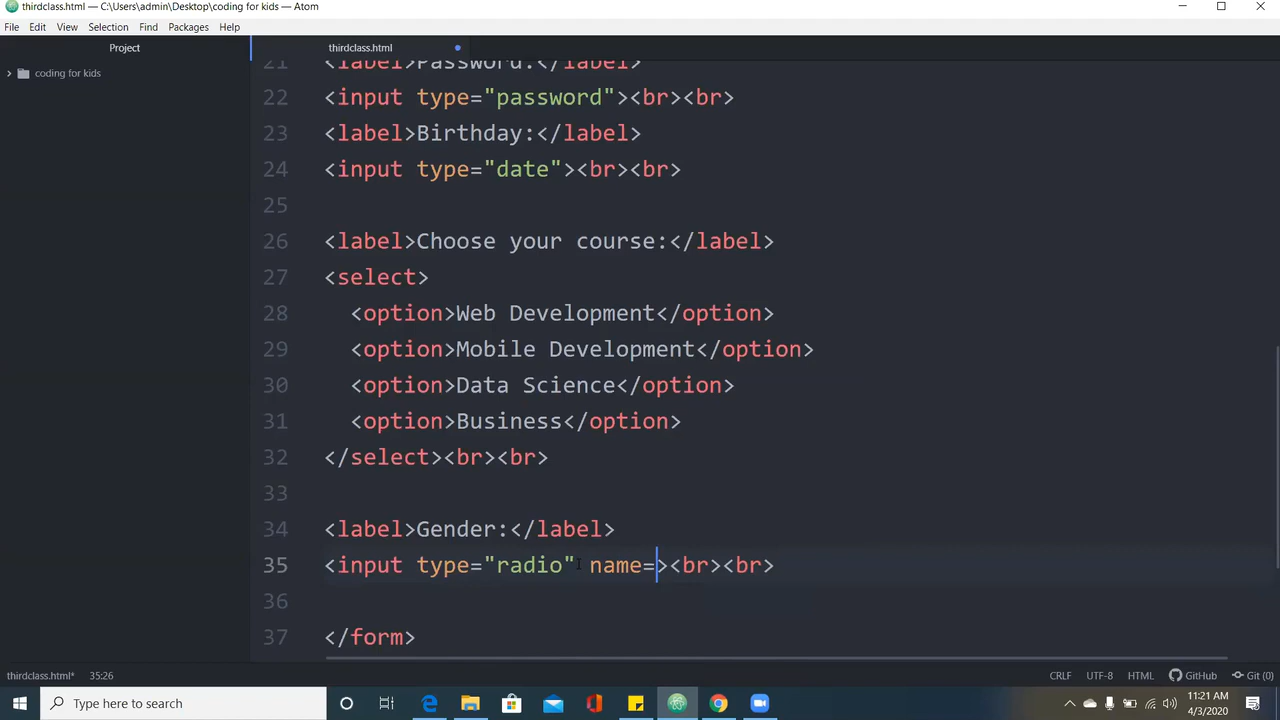 thirdclass.html — C:\Users\admin\Desktop\coding for kids — Atom
File Edit View Selection Find Packages Help
Project
thirdclass.html
coding for kids
21 <label>Password:</label>
22 <input type="password"><br><br>
23 <label>Birthday:</label>
24 <input type="date"><br><br>
25
26 <label>Choose your course:</label>
27 <select>
28 <option>Web Development</option>
29 <option>Mobile Development</option>
30 <option>Data Science</option>
31 <option>Business</option>
32 </select><br><br>
33
34 <label>Gender:</label>
35 <input type="radio" name=><br><br>
36
37 </form>
thirdclass.html* 35:26 CRLF UTF-8 HTML GitHub Git (0)
Type here to search
11:21 AM
4/3/2020